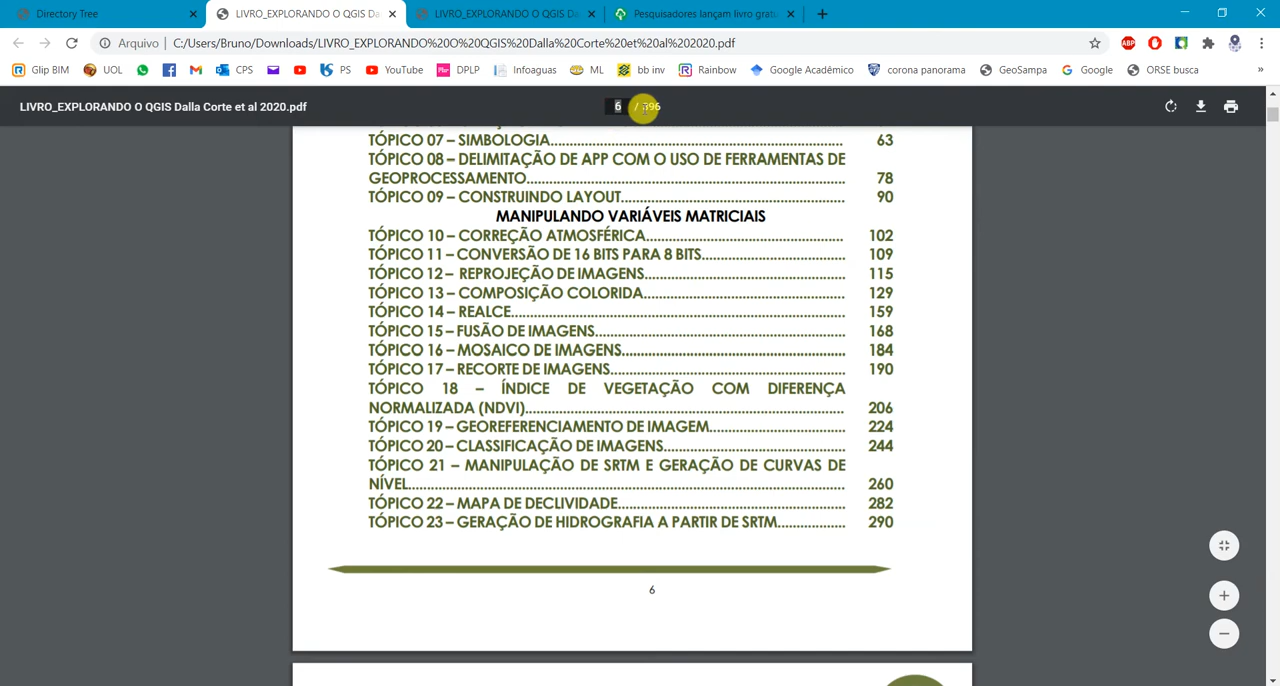 Directory Tree
LIVRO_EXPLORANDO O QGIS Da
LIVRO_EXPLORANDO O QGIS Da
Pesquisadores lançam livro gratu
Arquivo | C:/Users/Bruno/Downloads/LIVRO_EXPLORANDO%20O%20QGIS%20Dalla%20Corte%20et%20al%202020.pdf
ABP
Glip BIM UOL f CPS PS YouTube DPLP Infoaguas ML bb inv Rainbow Google Acadêmico corona panorama GeoSampa Google ORSE busca »
LIVRO_EXPLORANDO O QGIS Dalla Corte et al 2020.pdf
6 / 396
TÓPICO 07 – SIMBOLOGIA.......... 63
TÓPICO 08 – DELIMITAÇÃO DE APP COM O USO DE FERRAMENTAS DE
GEOPROCESSAMENTO.......... 78
TÓPICO 09 – CONSTRUINDO LAYOUT.......... 90
MANIPULANDO VARIÁVEIS MATRICIAIS
TÓPICO 10 – CORREÇÃO ATMOSFÉRICA.......... 102
TÓPICO 11 – CONVERSÃO DE 16 BITS PARA 8 BITS.......... 109
TÓPICO 12 – REPROJEÇÃO DE IMAGENS.......... 115
TÓPICO 13 – COMPOSIÇÃO COLORIDA.......... 129
TÓPICO 14 – REALCE.......... 159
TÓPICO 15 – FUSÃO DE IMAGENS.......... 168
TÓPICO 16 – MOSAICO DE IMAGENS.......... 184
TÓPICO 17 – RECORTE DE IMAGENS.......... 190
TÓPICO 18 – ÍNDICE DE VEGETAÇÃO COM DIFERENÇA
NORMALIZADA (NDVI).......... 206
TÓPICO 19 – GEOREFERENCIAMENTO DE IMAGEM.......... 224
TÓPICO 20 – CLASSIFICAÇÃO DE IMAGENS.......... 244
TÓPICO 21 – MANIPULAÇÃO DE SRTM E GERAÇÃO DE CURVAS DE
NÍVEL.......... 260
TÓPICO 22 – MAPA DE DECLIVIDADE.......... 282
TÓPICO 23 – GERAÇÃO DE HIDROGRAFIA A PARTIR DE SRTM.......... 290
6